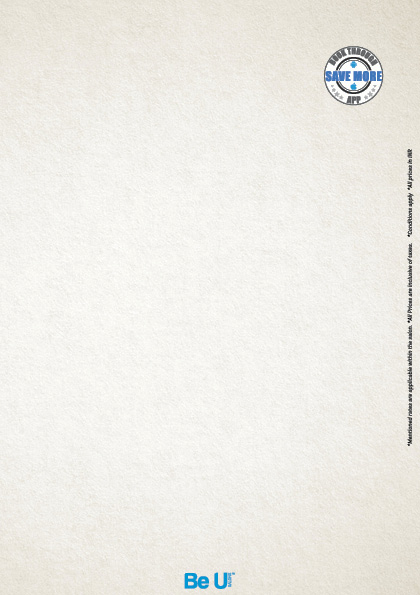 BOOK THROUGH
SAVE MORE
APP
*Mentioned rates are applicable within the salon. *All Prices are inclusive of taxes. *Conditions apply *All prices in INR
Be U